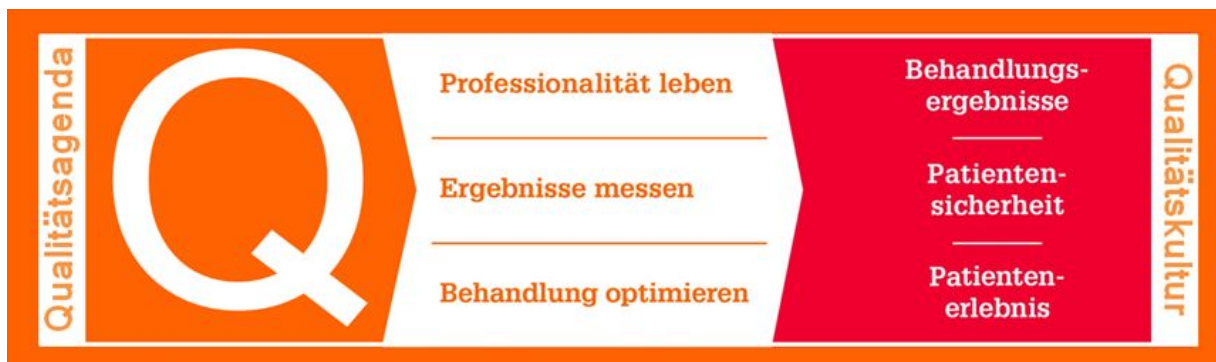 Qualitätsagenda
Q
Professionalität leben
Ergebnisse messen
Behandlung optimieren
Behandlungs-
ergebnisse
Patienten-
sicherheit
Patienten-
erlebnis
Qualitätskultur